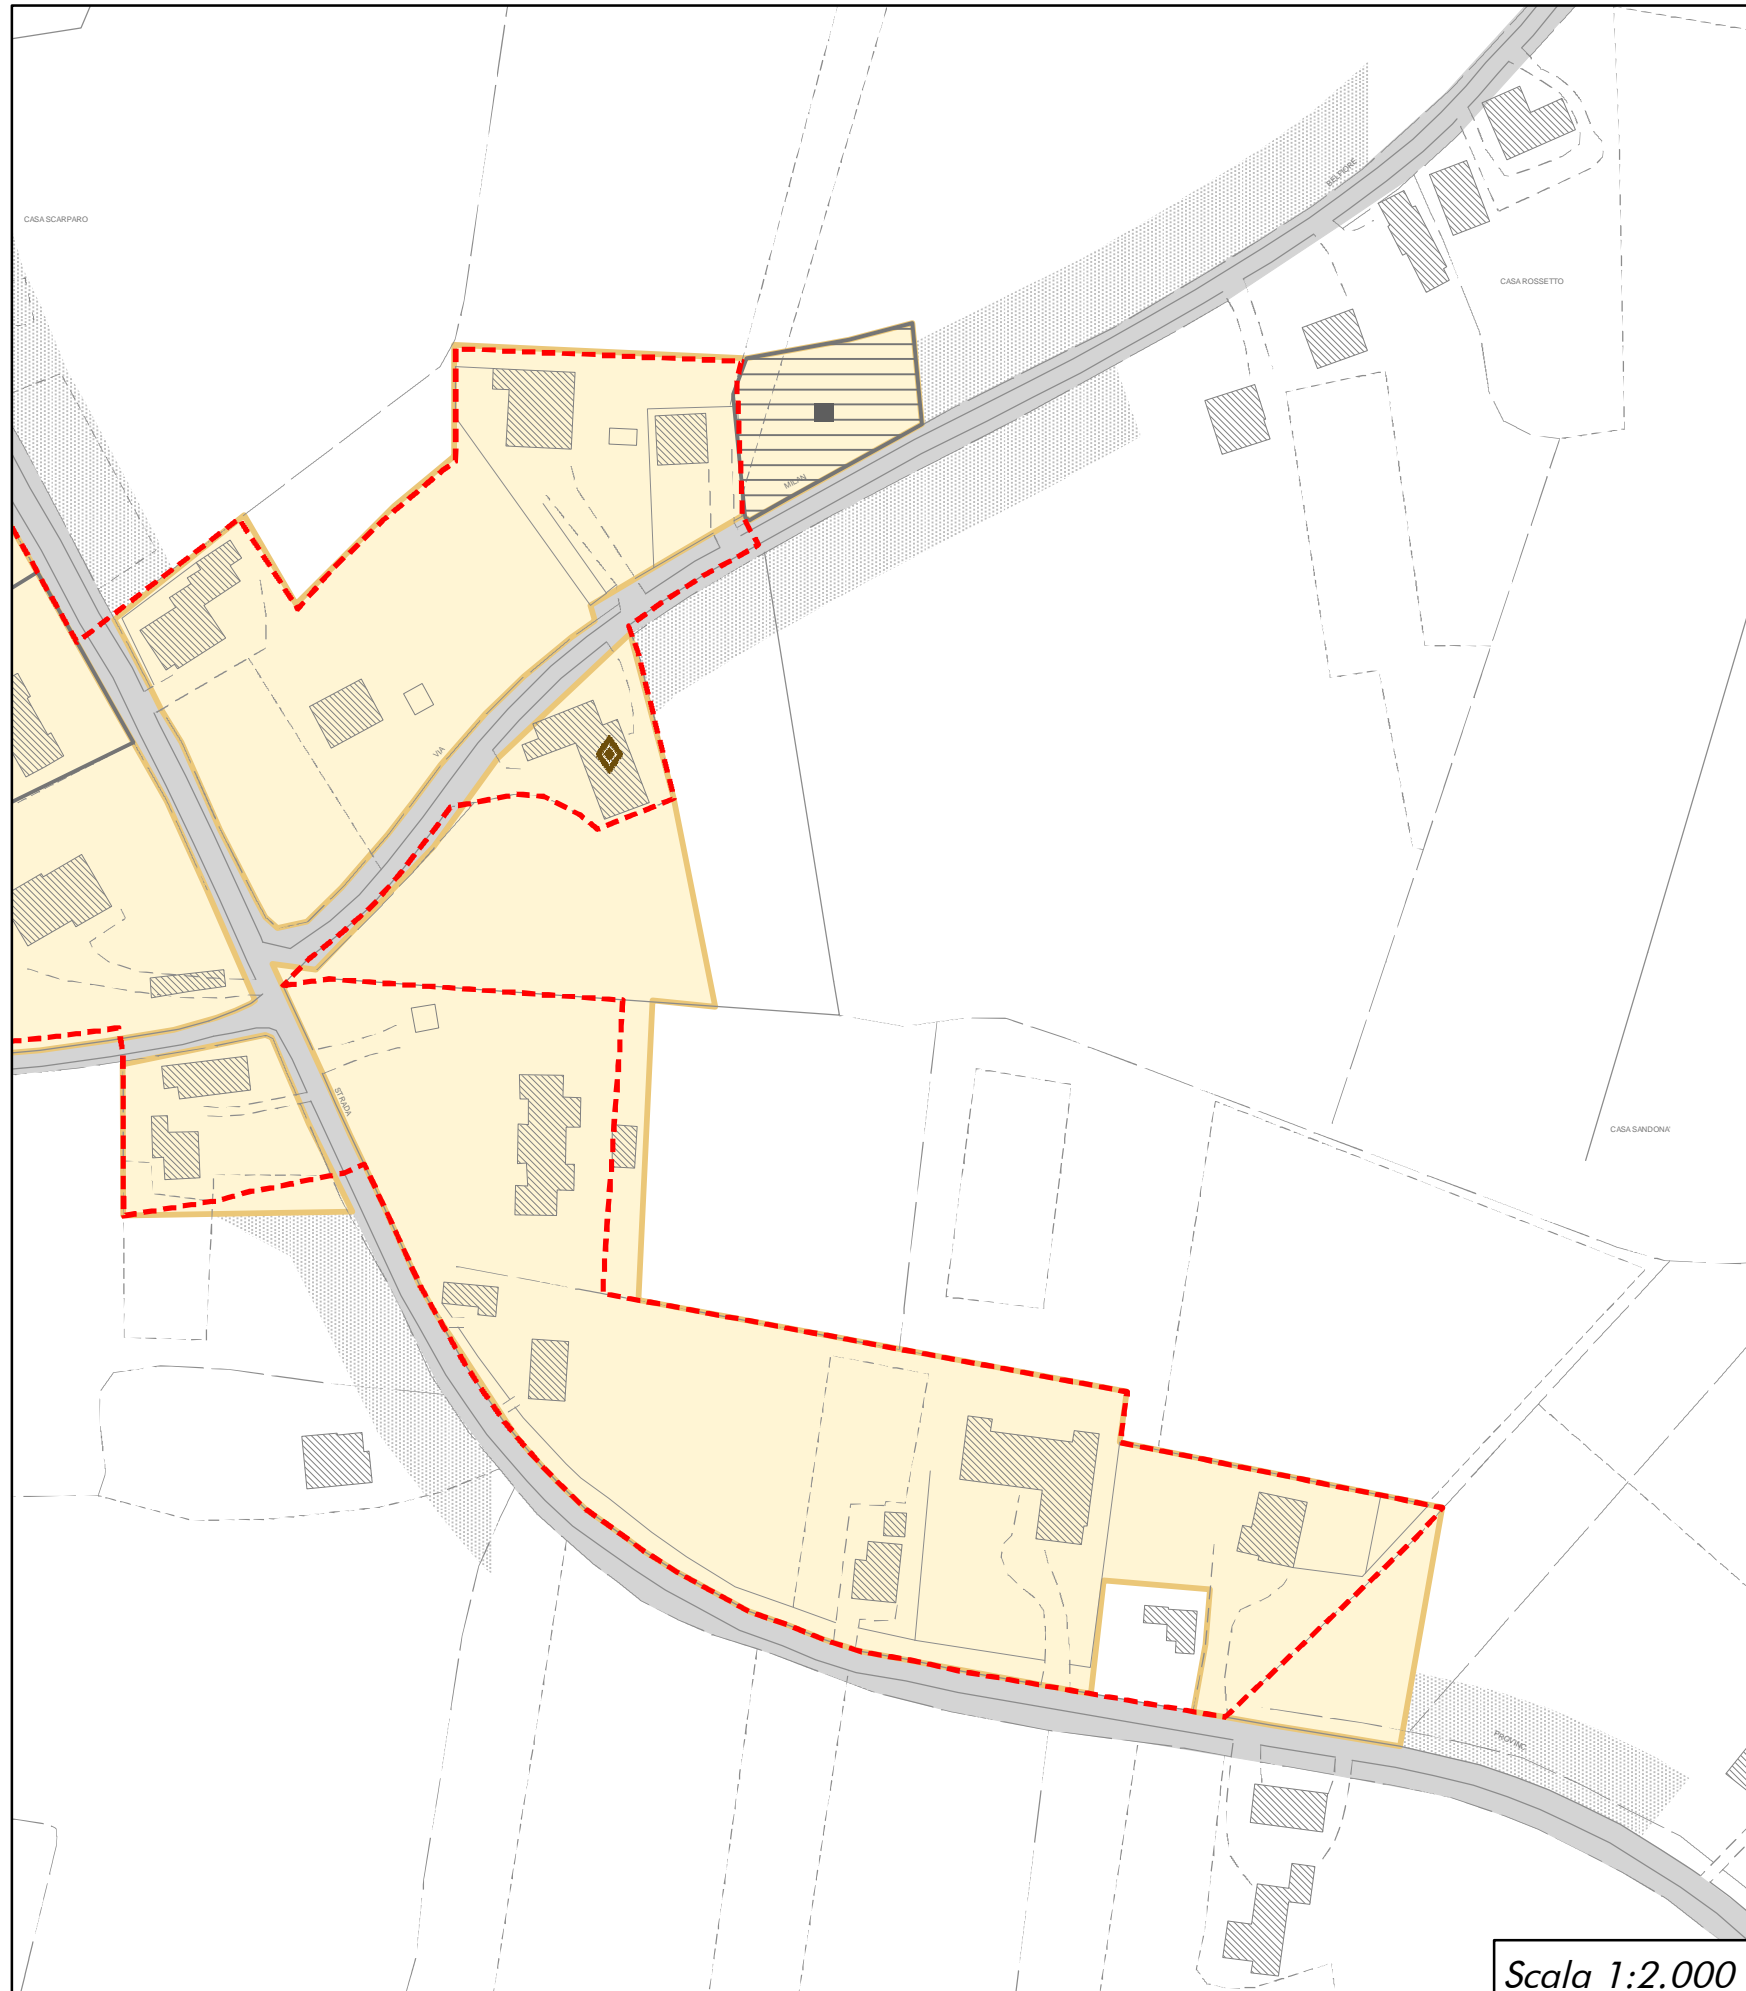 BELFIORE
CASA SCARPARO
CASA ROSSETTO
MILAN
VIA
STRADA
CASA SANDONA'
PROVINC.
Scala 1:2.000